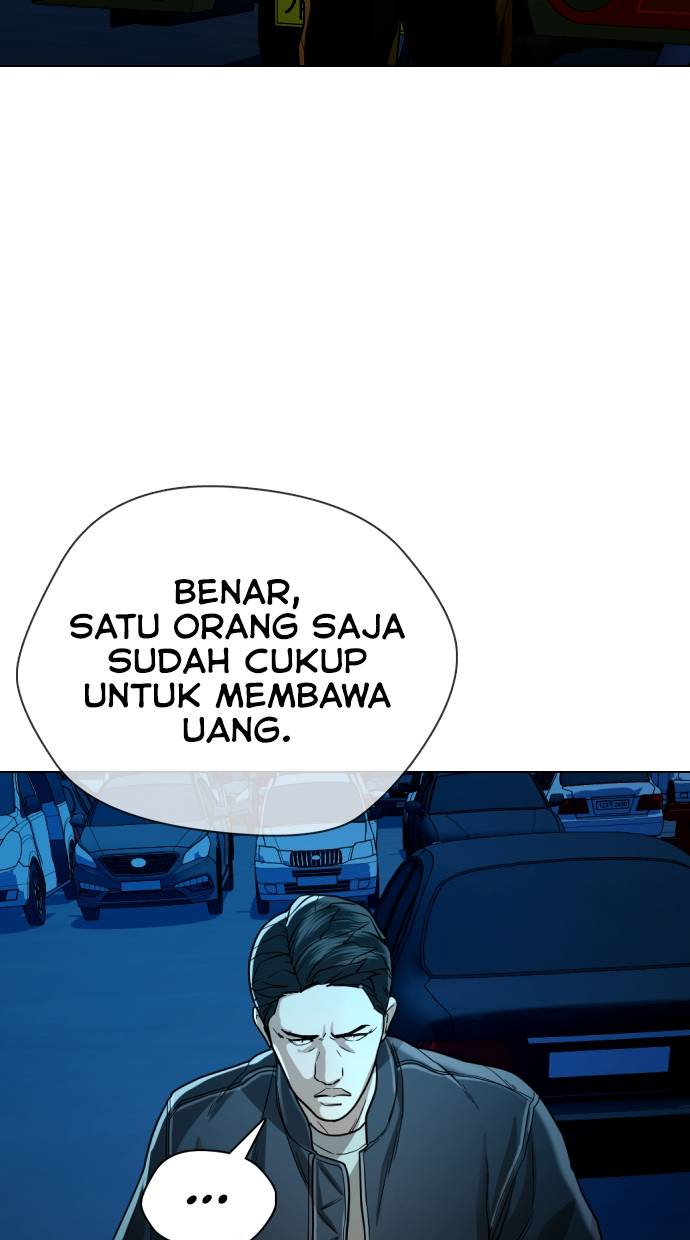 BENAR,
SATU ORANG SAJA
SUDAH CUKUP
UNTUK MEMBAWA
UANG.
...